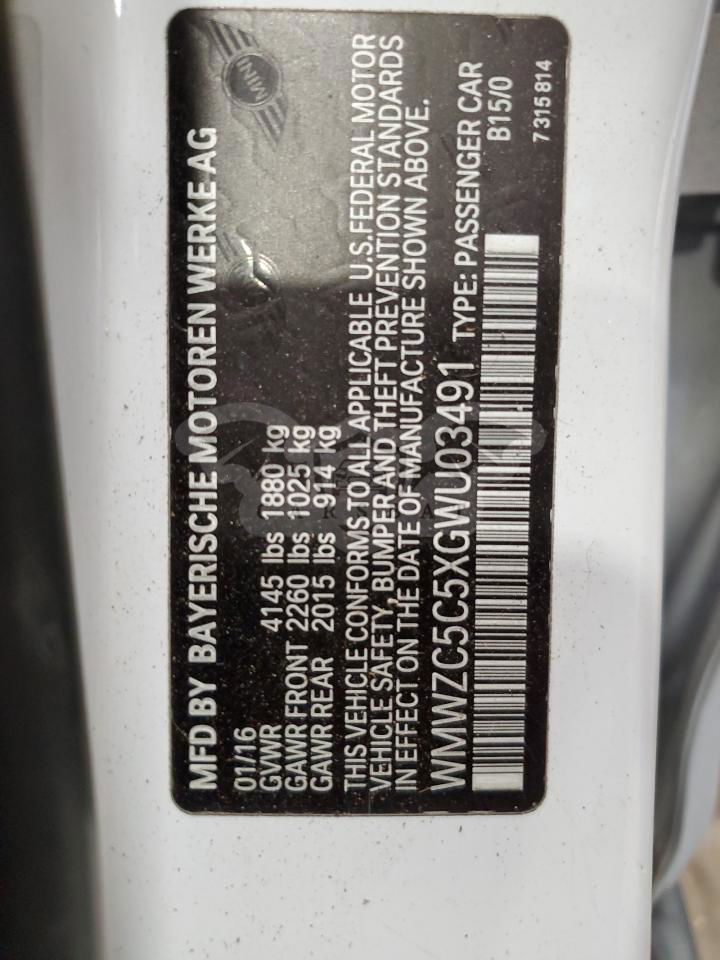 MINI
MFD BY BAYERISCHE MOTOREN WERKE AG
01/16
GVWR 4145 lbs 1880 kg
GAWR FRONT 2260 lbs 1025 kg
GAWR REAR 2015 lbs 914 kg
THIS VEHICLE CONFORMS TO ALL APPLICABLE U.S. FEDERAL MOTOR
VEHICLE SAFETY, BUMPER AND THEFT PREVENTION STANDARDS
IN EFFECT ON THE DATE OF MANUFACTURE SHOWN ABOVE.
WMWZC5C5XGWU03491 TYPE: PASSENGER CAR
B15/0
7 315 814